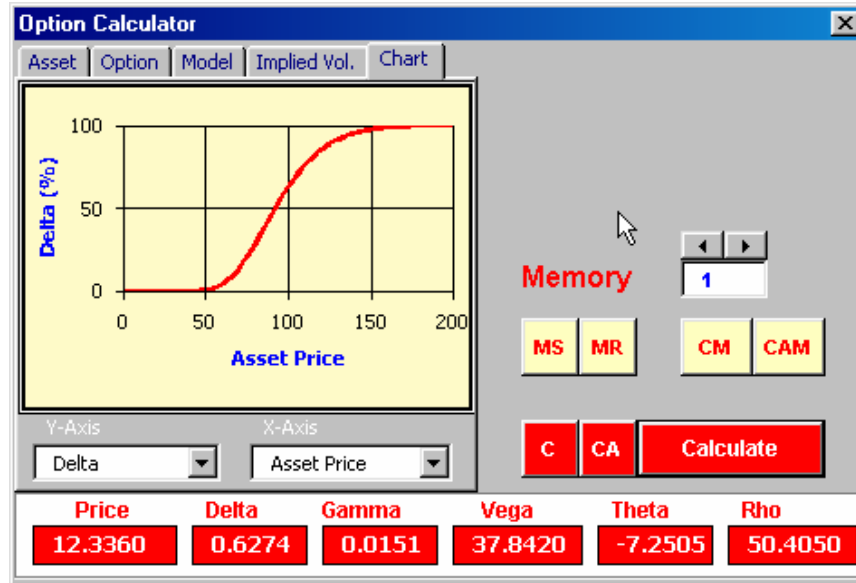 Option Calculator
Asset Option Model Implied Vol. Chart
100
50
0
Delta (%)
0 50 100 150 200
Asset Price
Y-Axis X-Axis
Delta Asset Price
Memory 1
MS MR CM CAM
C CA Calculate
Price Delta Gamma Vega Theta Rho
12.3360 0.6274 0.0151 37.8420 -7.2505 50.4050